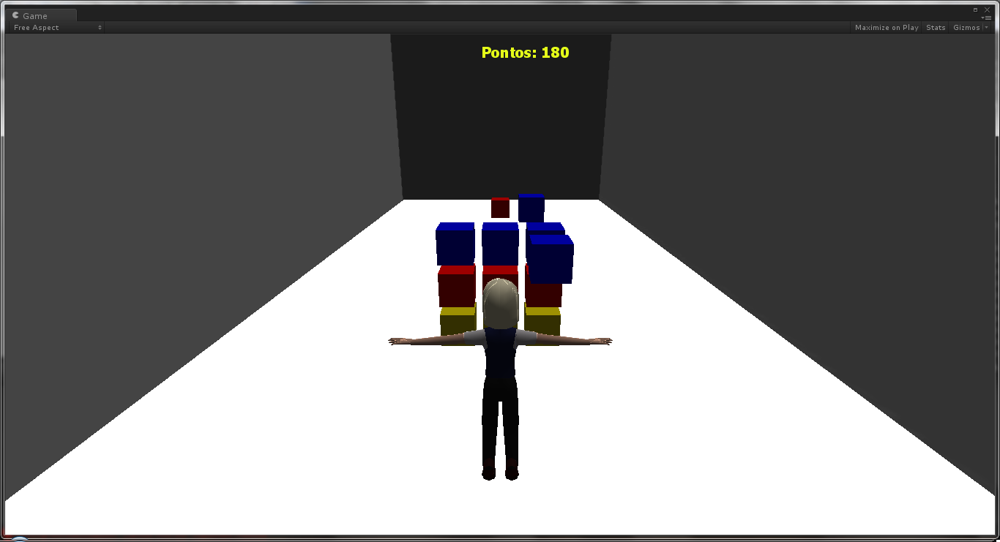 Game
Free Aspect
Maximize on Play Stats Gizmos
Pontos: 180